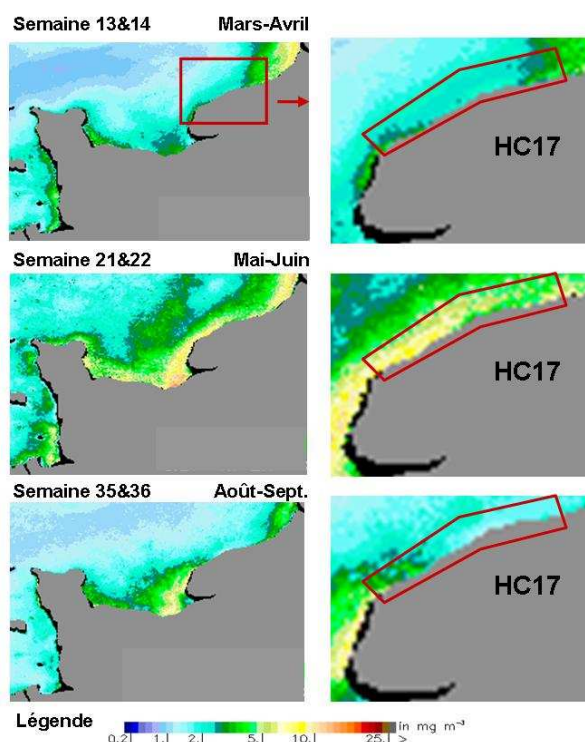 Semaine 13&14 Mars-Avril
HC17
Semaine 21&22 Mai-Juin
HC17
Semaine 35&36 Août-Sept.
HC17
Légende
in mg m⁻³
0.2 1. 2. 5. 10. 25. >